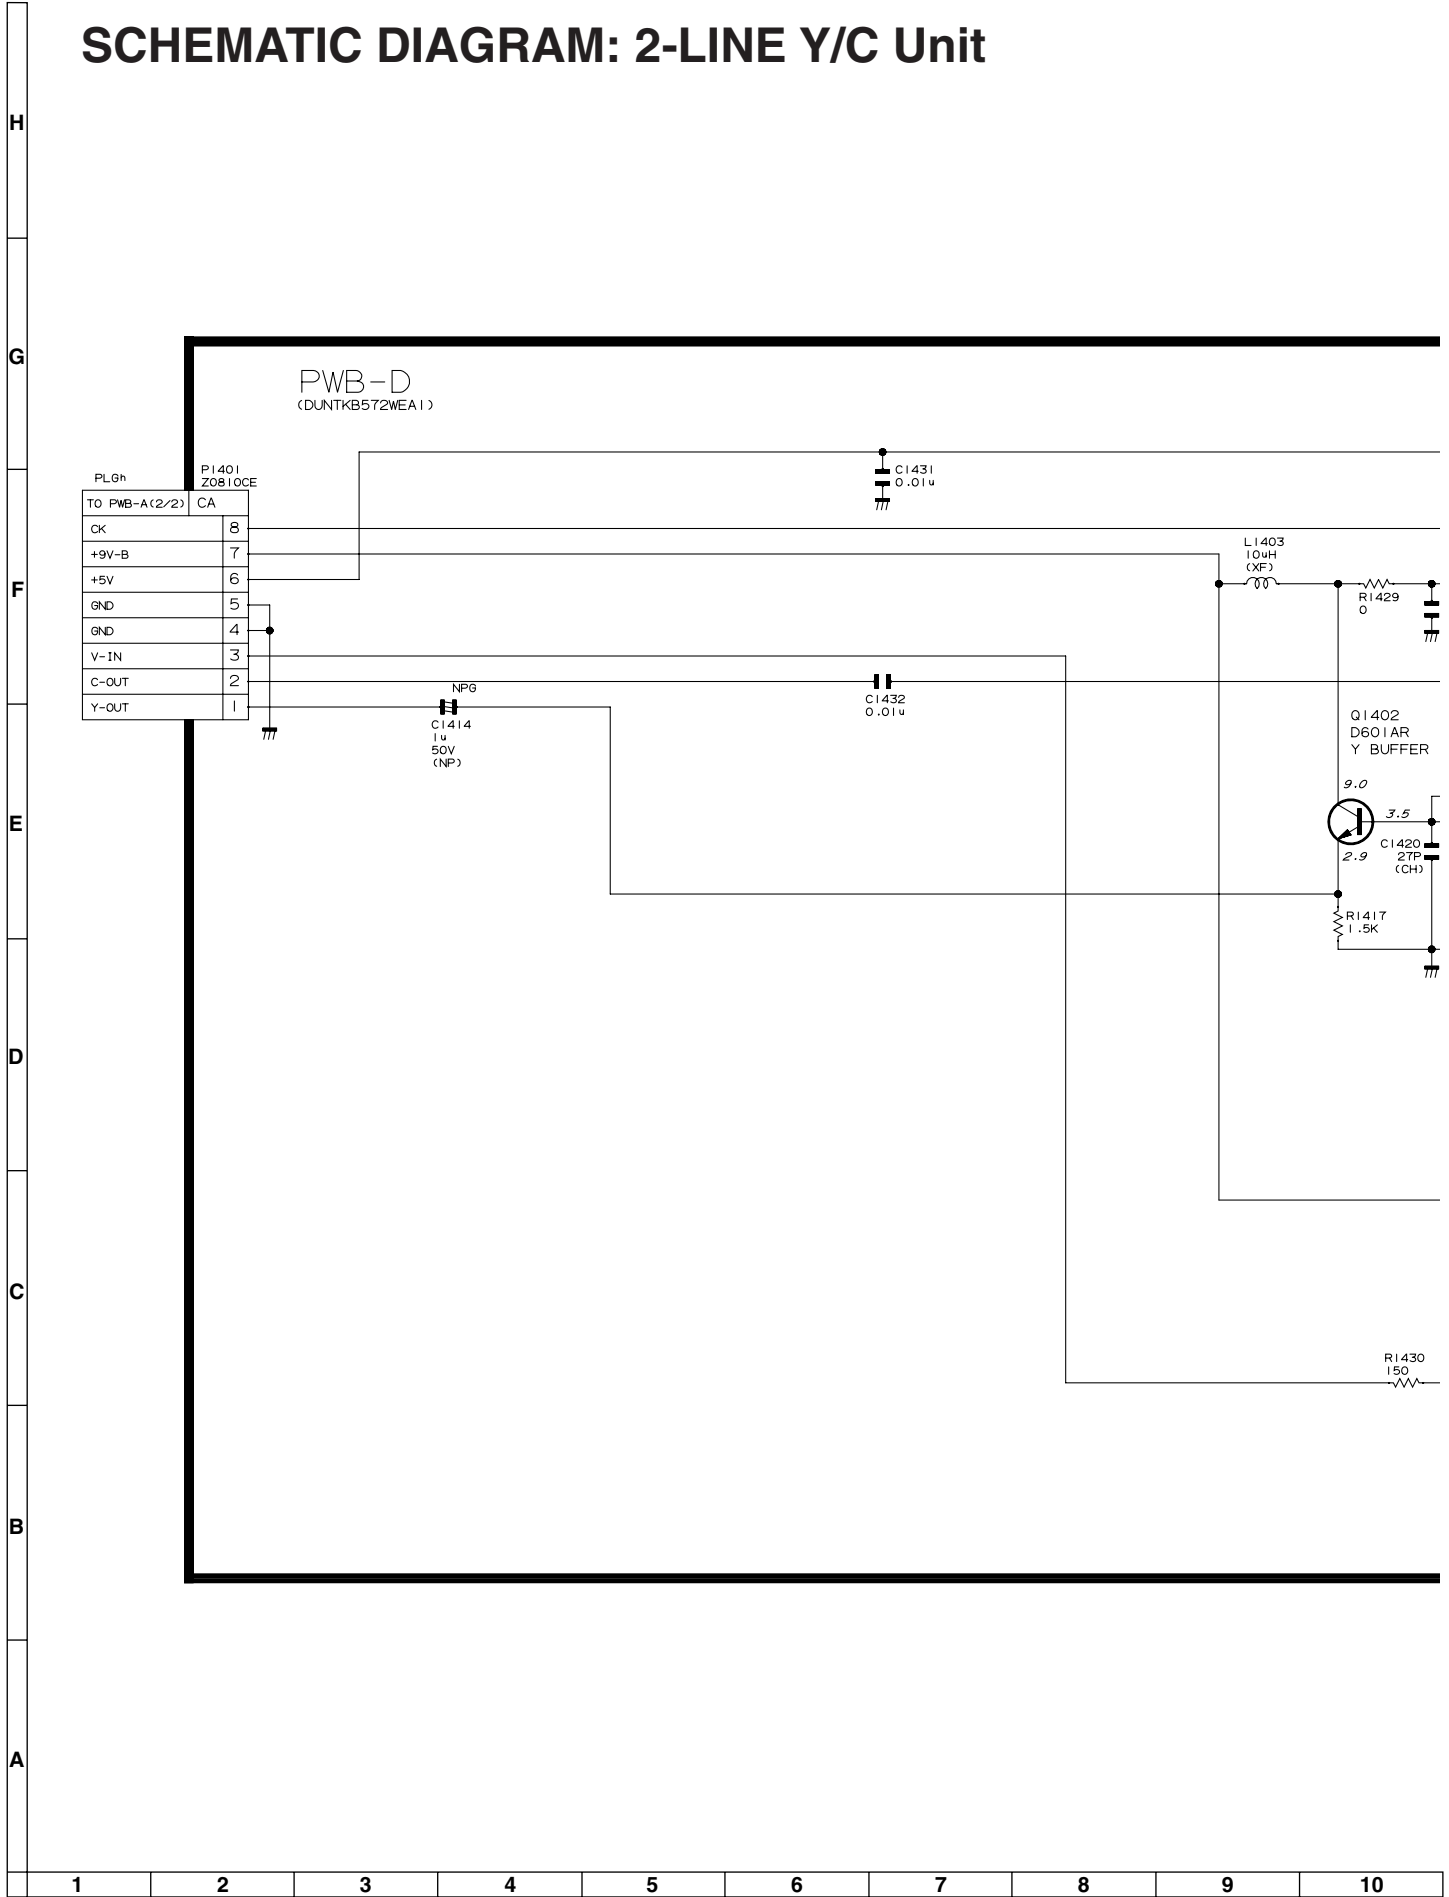 SCHEMATIC DIAGRAM: 2-LINE Y/C Unit
H
G
PWB-D
(DUNTKB572WEA1)
C1431
0.01u
PLGh
P1401
Z0810CE
TO PWB-A(2/2) CA
CK 8
+9V-B 7
+5V 6
GND 5
GND 4
V-IN 3
C-OUT 2
Y-OUT 1
F
L1403
10uH
(XF)
R1429
0
NPG
C1414
1u
50V
(NP)
C1432
0.01u
Q1402
D601AR
Y BUFFER
9.0
3.5
2.9
E
C1420
27P
(CH)
R1417
1.5K
D
C
R1430
150
B
A
1 2 3 4 5 6 7 8 9 10